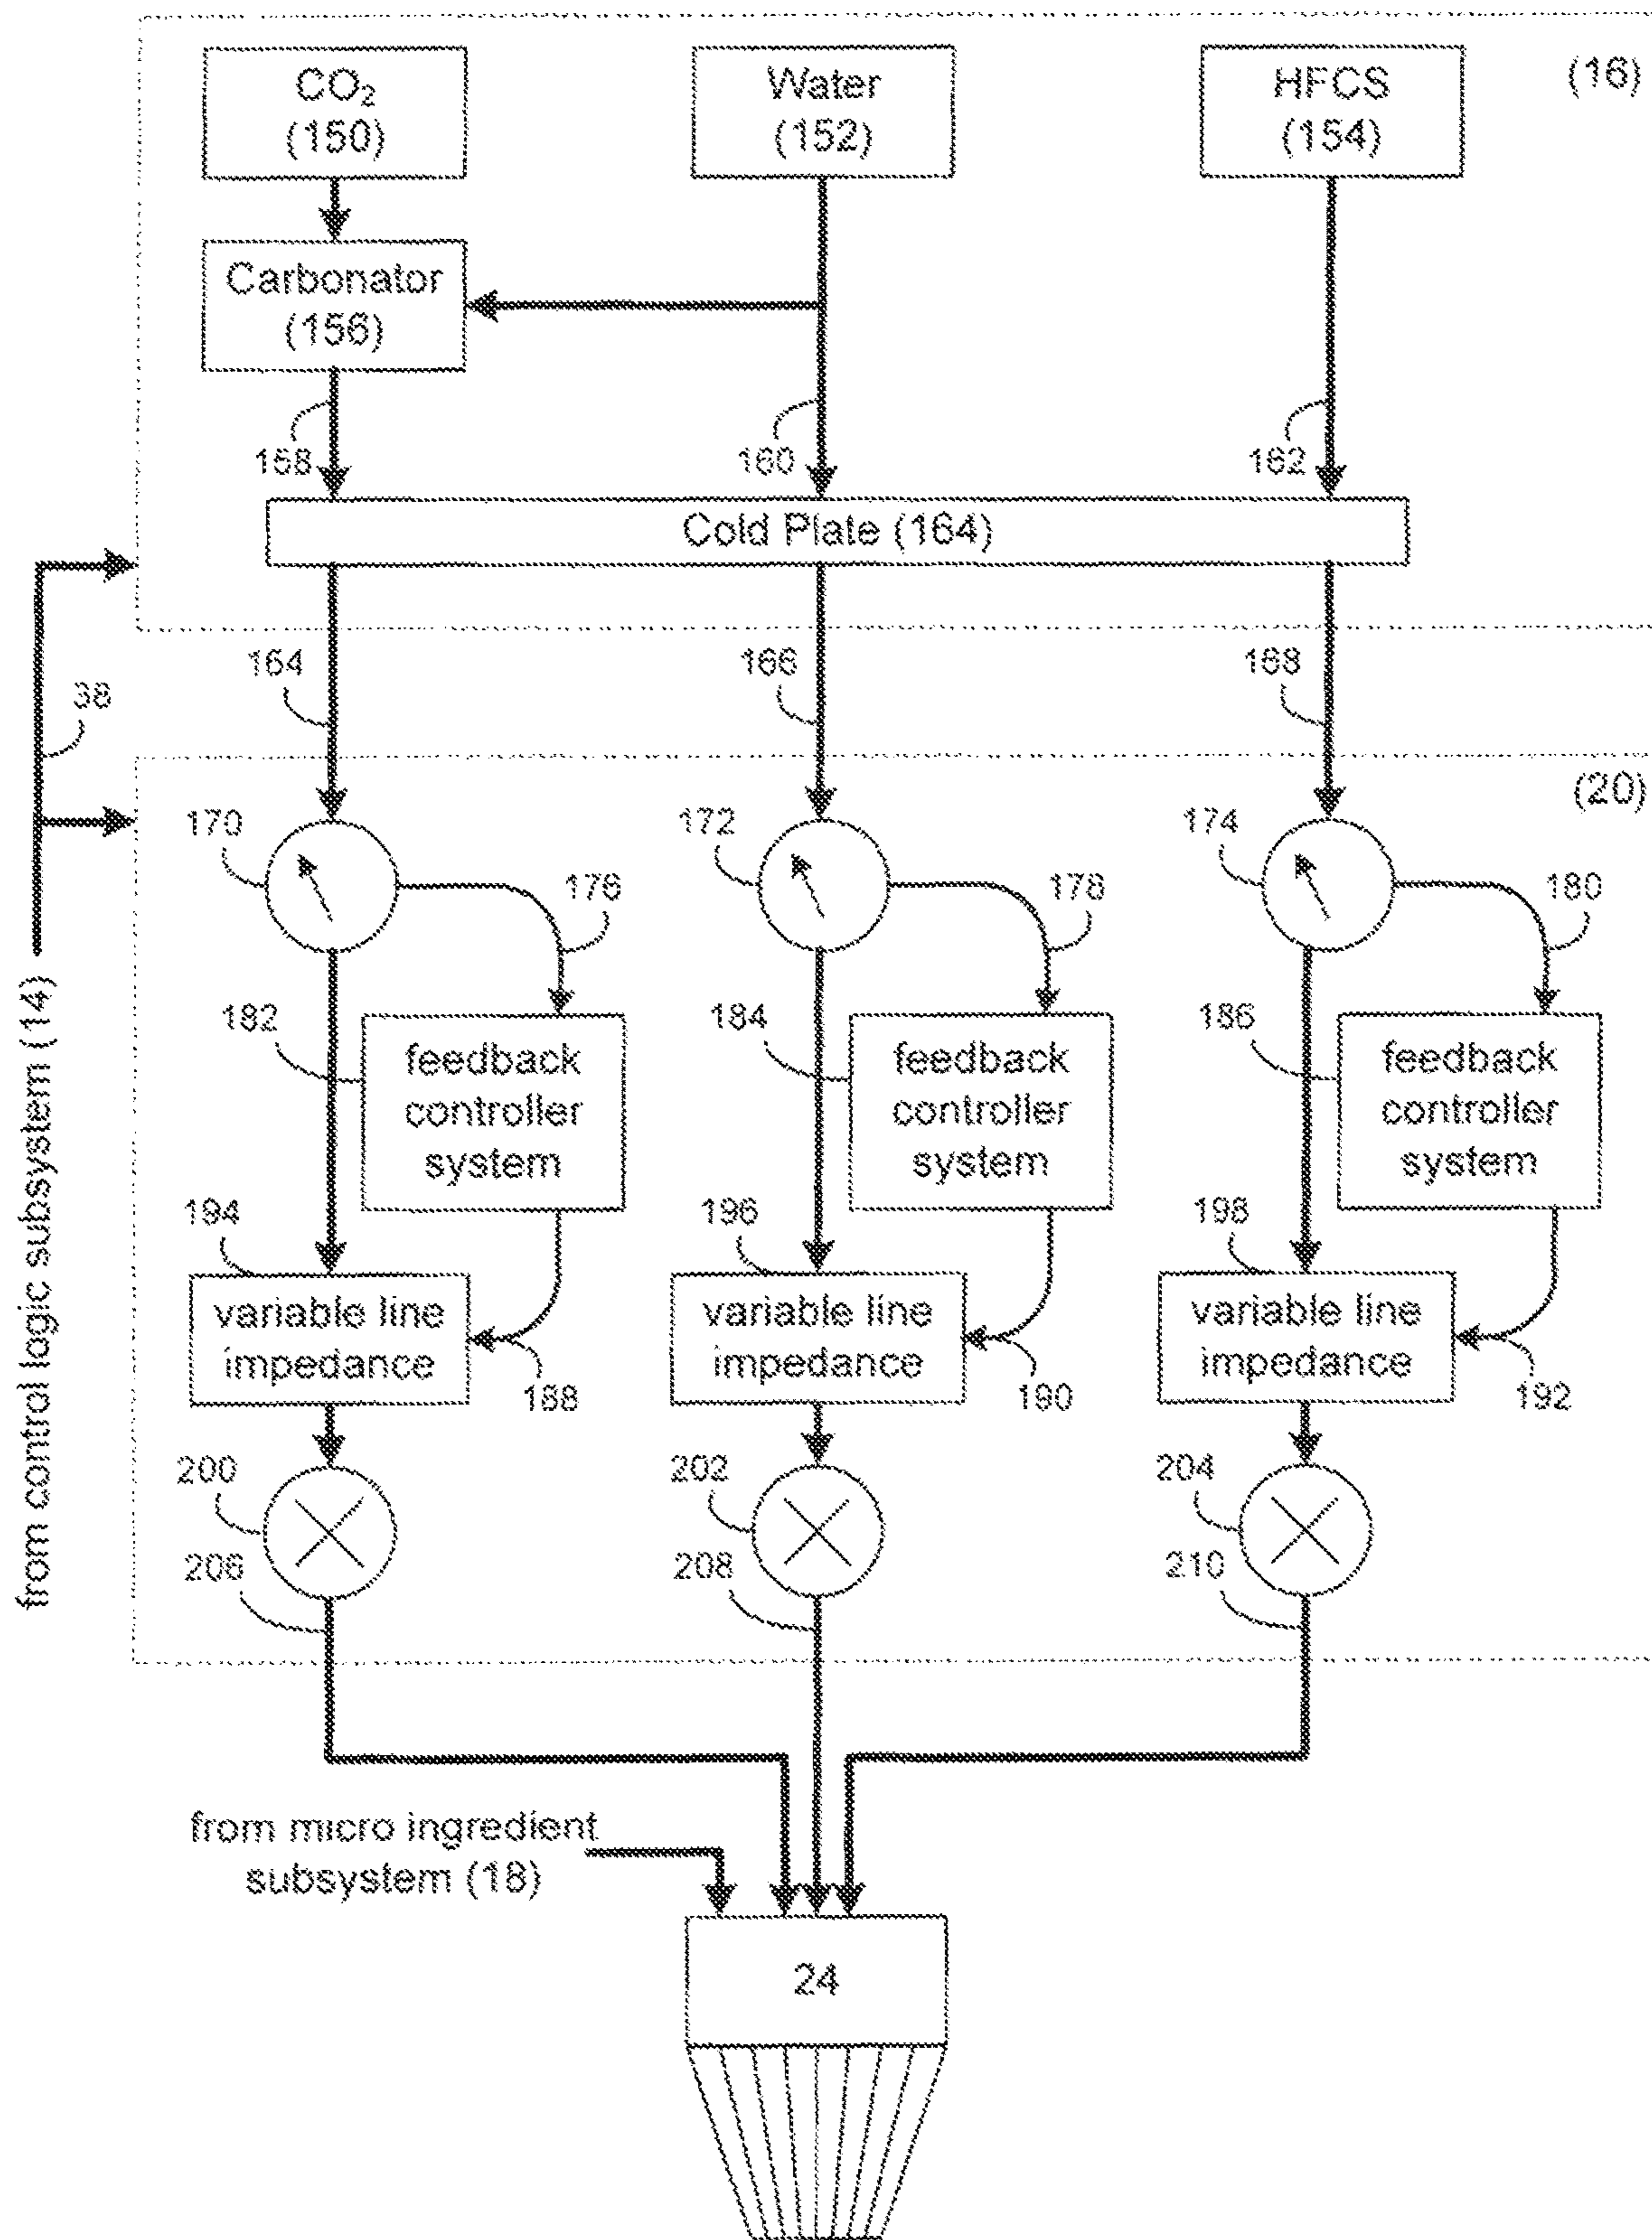 (16)
CO₂
(150)
Water
(152)
HFCS
(154)
Carbonator
(156)
158
160
162
Cold Plate (164)
164
166
168
38
(20)
170
172
174
176
178
180
182
184
186
feedback
controller
system
feedback
controller
system
feedback
controller
system
194
196
198
variable line
impedance
variable line
impedance
variable line
impedance
188
190
192
200
202
204
206
208
210
from control logic subsystem (14)
from micro ingredient
subsystem (18)
24